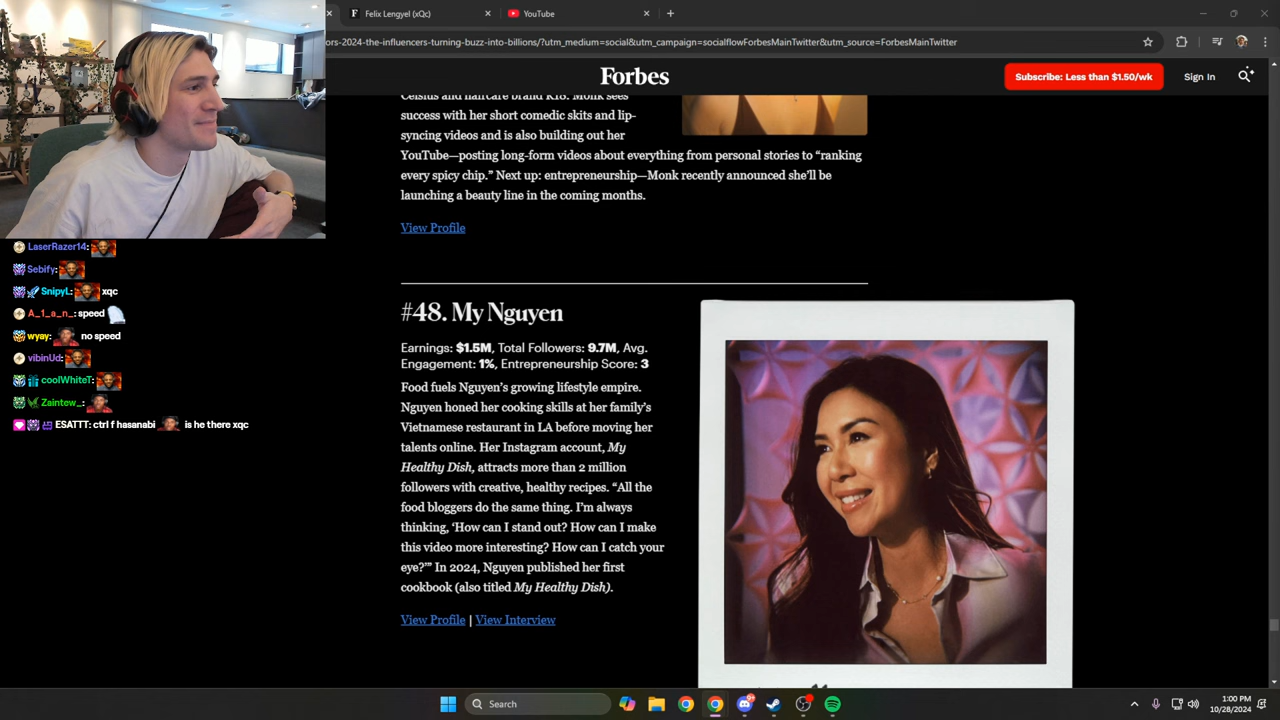 Felix Lengyel (xQc)
YouTube
ors-2024-the-influencers-turning-buzz-into-billions/?utm_medium=social&utm_campaign=socialflowForbesMainTwitter&utm_source=ForbesMainTwitter
Forbes
Subscribe: Less than $1.50/wk
Sign In
Celsius and haircare brand K18. Monk sees
success with her short comedic skits and lip-
syncing videos and is also building out her
YouTube—posting long-form videos about everything from personal stories to “ranking
every spicy chip.” Next up: entrepreneurship—Monk recently announced she’ll be
launching a beauty line in the coming months.
View Profile
LaserRazer14:
Sebify:
SnipyL: xqc
A_1_a_n_: speed
wyay: no speed
vibinUd:
coolWhiteT:
Zaintew_:
ESATTT: ctrl f hasanabi is he there xqc
#48. My Nguyen
Earnings: $1.5M, Total Followers: 9.7M, Avg.
Engagement: 1%, Entrepreneurship Score: 3
Food fuels Nguyen’s growing lifestyle empire.
Nguyen honed her cooking skills at her family’s
Vietnamese restaurant in LA before moving her
talents online. Her Instagram account, My
Healthy Dish, attracts more than 2 million
followers with creative, healthy recipes. “All the
food bloggers do the same thing. I’m always
thinking, ‘How can I stand out? How can I make
this video more interesting? How can I catch your
eye?’” In 2024, Nguyen published her first
cookbook (also titled My Healthy Dish).
View Profile | View Interview
Search
1:00 PM
10/28/2024